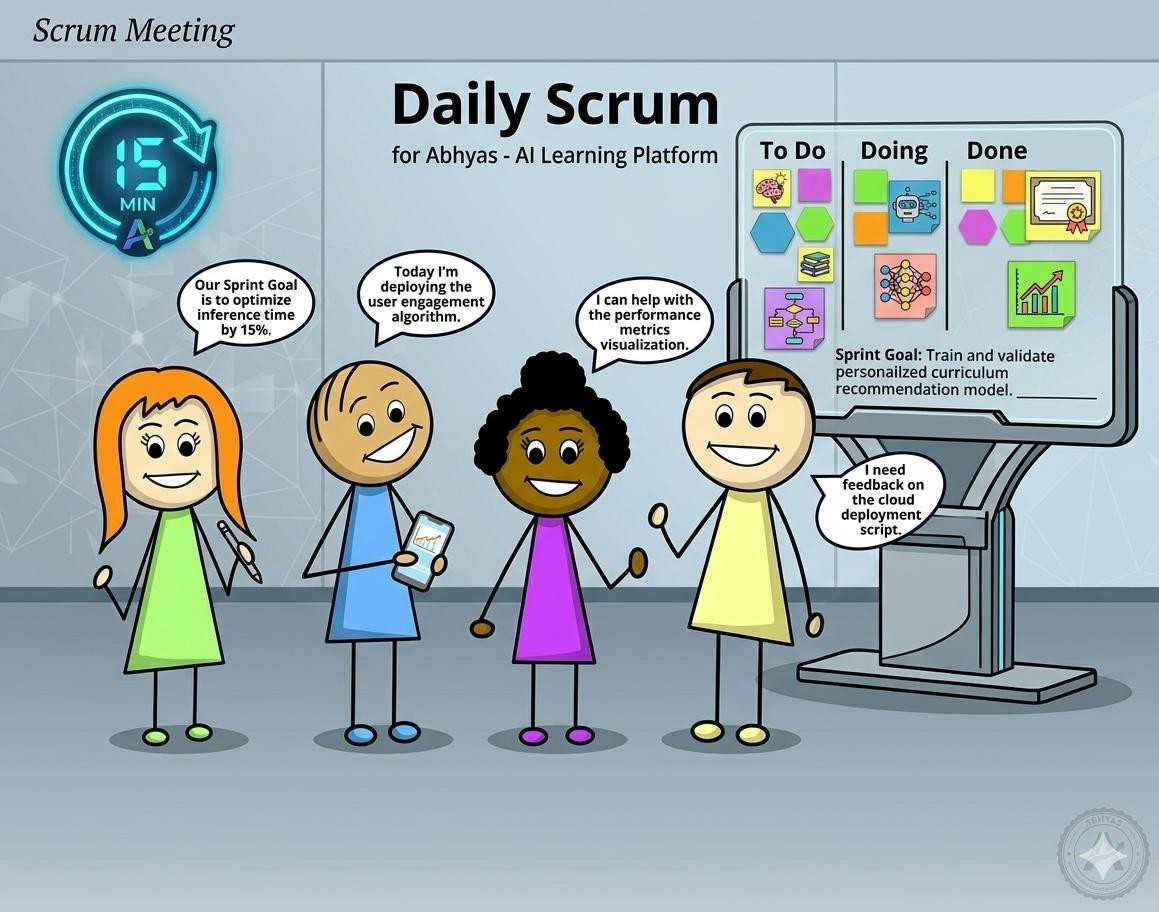 Scrum Meeting
Daily Scrum
for Abhyas - AI Learning Platform
15
MIN
To Do
Doing
Done
Our Sprint Goal
is to optimize
inference time
by 15%.
Today I'm
deploying the
user engagement
algorithm.
I can help with
the performance
metrics
visualization.
Sprint Goal: Train and validate
personailzed curriculum
recommendation model. __________
I need
feedback on
the cloud
deployment
script.
ABHYAS